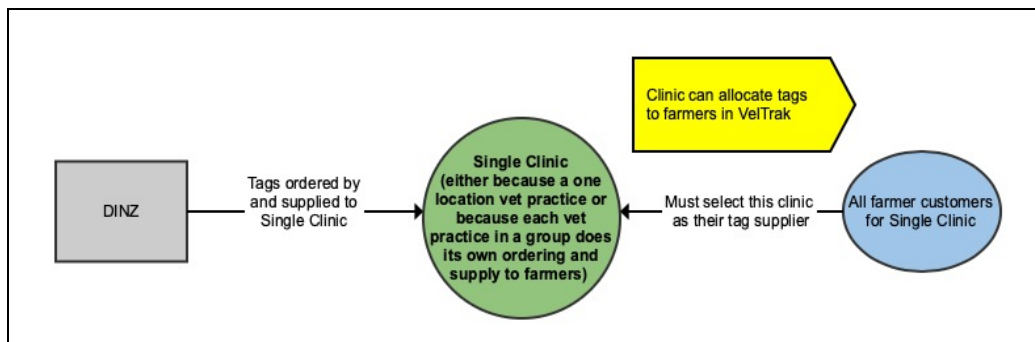 Clinic can allocate tags
to farmers in VelTrak
DINZ
Tags ordered by
and supplied to
Single Clinic
Single Clinic
(either because a one
location vet practice or
because each vet
practice in a group does
its own ordering and
supply to farmers)
Must select this clinic
as their tag supplier
All farmer customers
for Single Clinic